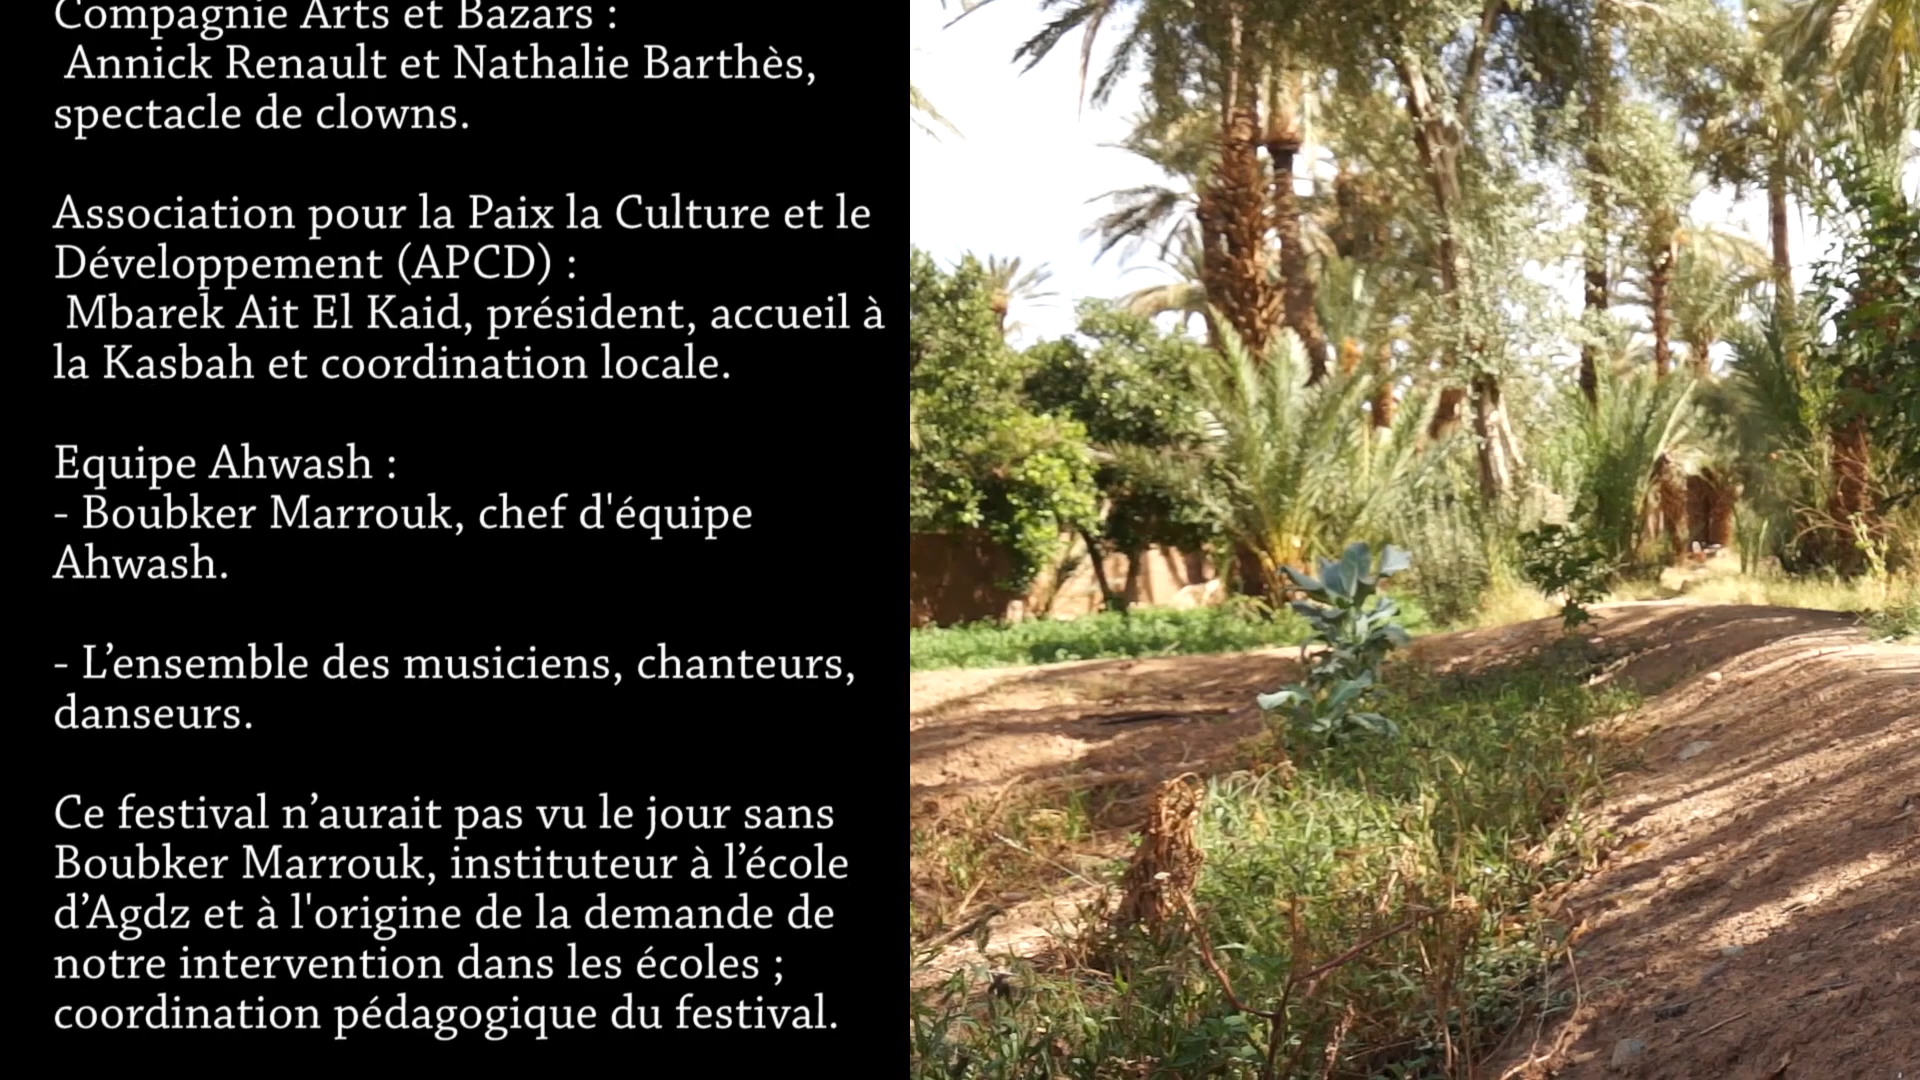 Compagnie Arts et Bazars :
Annick Renault et Nathalie Barthès,
spectacle de clowns.
Association pour la Paix la Culture et le
Développement (APCD) :
Mbarek Ait El Kaid, président, accueil à
la Kasbah et coordination locale.
Equipe Ahwash :
- Boubker Marrouk, chef d'équipe
Ahwash.
- L’ensemble des musiciens, chanteurs,
danseurs.
Ce festival n’aurait pas vu le jour sans
Boubker Marrouk, instituteur à l’école
d’Agdz et à l'origine de la demande de
notre intervention dans les écoles ;
coordination pédagogique du festival.